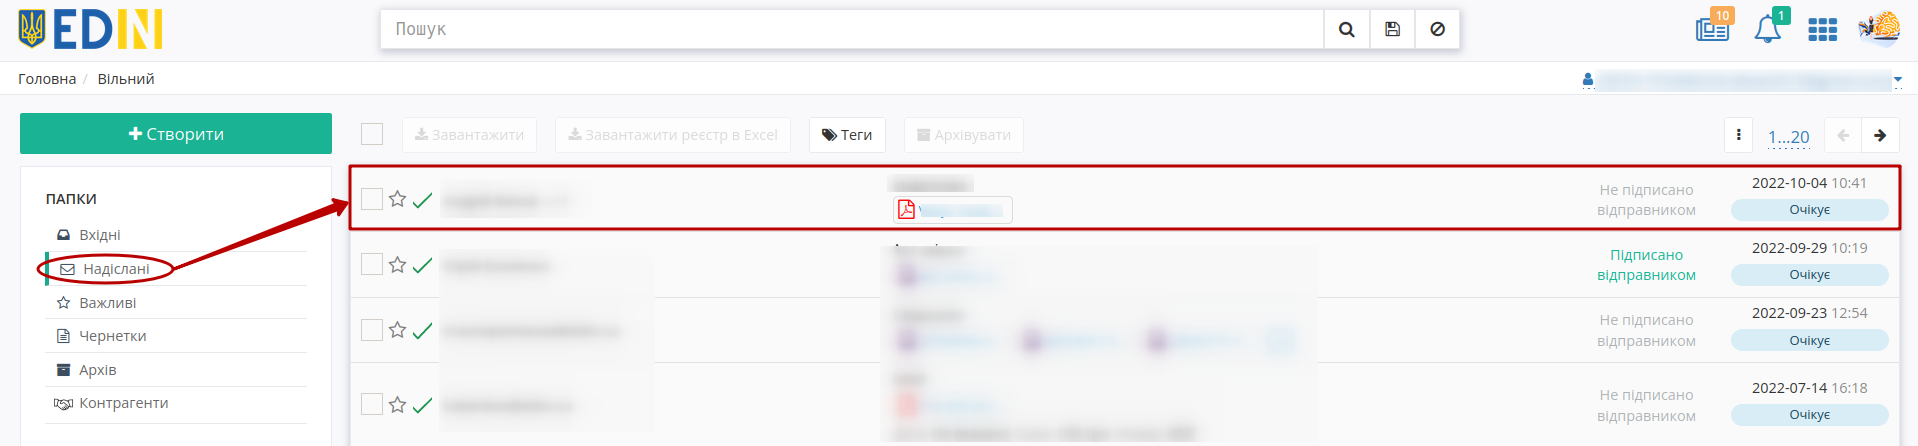 EDIN
Пошук
10
1
Головна / Вільний
Створити
Завантажити
Завантажити реєстр в Excel
Теги
Архівувати
1...20
ПАПКИ
Вхідні
Надіслані
Важливі
Чернетки
Архів
Контрагенти
Не підписано
відправником
2022-10-04 10:41
Очікує
Підписано
відправником
2022-09-29 10:19
Очікує
Не підписано
відправником
2022-09-23 12:54
Очікує
Не підписано
відправником
2022-07-14 16:18
Очікує